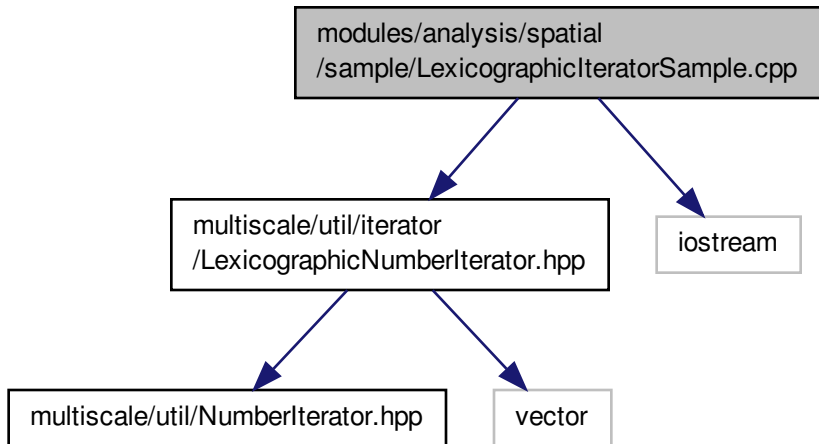 modules/analysis/spatial
/sample/LexicographicIteratorSample.cpp
multiscale/util/iterator
/LexicographicNumberIterator.hpp
iostream
multiscale/util/NumberIterator.hpp
vector